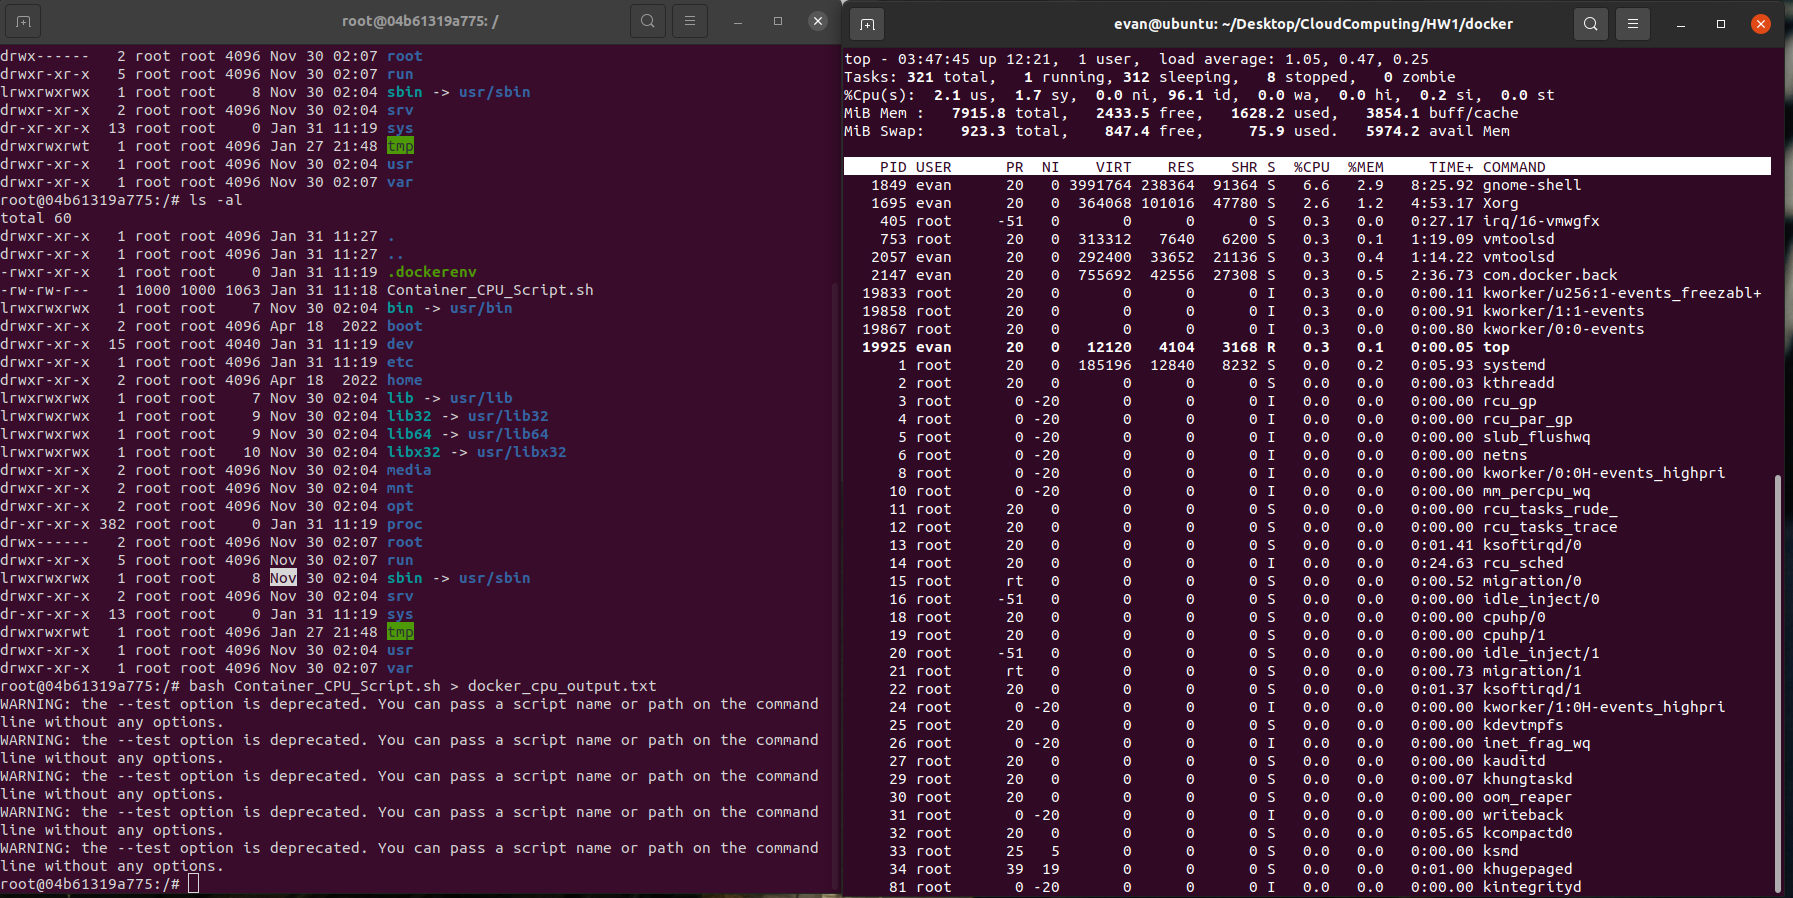 root@04b61319a775: /
drwx------   2 root root 4096 Nov 30 02:07 root
drwxr-xr-x   5 root root 4096 Nov 30 02:07 run
lrwxrwxrwx   1 root root    8 Nov 30 02:04 sbin -> usr/sbin
drwxr-xr-x   2 root root 4096 Nov 30 02:04 srv
dr-xr-xr-x  13 root root    0 Jan 31 11:19 sys
drwxrwxrwt   1 root root 4096 Jan 27 21:48 tmp
drwxr-xr-x   1 root root 4096 Nov 30 02:04 usr
drwxr-xr-x   1 root root 4096 Nov 30 02:07 var
root@04b61319a775:/# ls -al
total 60
drwxr-xr-x   1 root root 4096 Jan 31 11:27 .
drwxr-xr-x   1 root root 4096 Jan 31 11:27 ..
-rwxr-xr-x   1 root root    0 Jan 31 11:19 .dockerenv
-rw-rw-r--   1 1000 1000 1063 Jan 31 11:18 Container_CPU_Script.sh
lrwxrwxrwx   1 root root    7 Nov 30 02:04 bin -> usr/bin
drwxr-xr-x   2 root root 4096 Apr 18  2022 boot
drwxr-xr-x  15 root root 4040 Jan 31 11:19 dev
drwxr-xr-x   1 root root 4096 Jan 31 11:19 etc
drwxr-xr-x   2 root root 4096 Apr 18  2022 home
lrwxrwxrwx   1 root root    7 Nov 30 02:04 lib -> usr/lib
lrwxrwxrwx   1 root root    9 Nov 30 02:04 lib32 -> usr/lib32
lrwxrwxrwx   1 root root    9 Nov 30 02:04 lib64 -> usr/lib64
lrwxrwxrwx   1 root root   10 Nov 30 02:04 libx32 -> usr/libx32
drwxr-xr-x   2 root root 4096 Nov 30 02:04 media
drwxr-xr-x   2 root root 4096 Nov 30 02:04 mnt
drwxr-xr-x   2 root root 4096 Nov 30 02:04 opt
dr-xr-xr-x 382 root root    0 Jan 31 11:19 proc
drwx------   2 root root 4096 Nov 30 02:07 root
drwxr-xr-x   5 root root 4096 Nov 30 02:07 run
lrwxrwxrwx   1 root root    8 Nov 30 02:04 sbin -> usr/sbin
drwxr-xr-x   2 root root 4096 Nov 30 02:04 srv
dr-xr-xr-x  13 root root    0 Jan 31 11:19 sys
drwxrwxrwt   1 root root 4096 Jan 27 21:48 tmp
drwxr-xr-x   1 root root 4096 Nov 30 02:04 usr
drwxr-xr-x   1 root root 4096 Nov 30 02:07 var
root@04b61319a775:/# bash Container_CPU_Script.sh > docker_cpu_output.txt
WARNING: the --test option is deprecated. You can pass a script name or path on the command
line without any options.
WARNING: the --test option is deprecated. You can pass a script name or path on the command
line without any options.
WARNING: the --test option is deprecated. You can pass a script name or path on the command
line without any options.
WARNING: the --test option is deprecated. You can pass a script name or path on the command
line without any options.
WARNING: the --test option is deprecated. You can pass a script name or path on the command
line without any options.
root@04b61319a775:/#
evan@ubuntu: ~/Desktop/CloudComputing/HW1/docker
top - 03:47:45 up 12:21,  1 user,  load average: 1.05, 0.47, 0.25
Tasks: 321 total,   1 running, 312 sleeping,   8 stopped,   0 zombie
%Cpu(s):  2.1 us,  1.7 sy,  0.0 ni, 96.1 id,  0.0 wa,  0.0 hi,  0.2 si,  0.0 st
MiB Mem :   7915.8 total,   2433.5 free,   1628.2 used,   3854.1 buff/cache
MiB Swap:    923.3 total,    847.4 free,     75.9 used.   5974.2 avail Mem
PID USER      PR  NI    VIRT    RES    SHR S  %CPU  %MEM     TIME+ COMMAND
1849 evan      20   0 3991764 238364  91364 S   6.6   2.9   8:25.92 gnome-shell
1695 evan      20   0  364068 101016  47780 S   2.6   1.2   4:53.17 Xorg
405 root     -51   0       0      0      0 S   0.3   0.0   0:27.17 irq/16-vmwgfx
753 root      20   0  313312   7640   6200 S   0.3   0.1   1:19.09 vmtoolsd
2057 evan      20   0  292400  33652  21136 S   0.3   0.4   1:14.22 vmtoolsd
2147 evan      20   0  755692  42556  27308 S   0.3   0.5   2:36.73 com.docker.back
19833 root      20   0       0      0      0 I   0.3   0.0   0:00.11 kworker/u256:1-events_freezabl+
19858 root      20   0       0      0      0 I   0.3   0.0   0:00.91 kworker/1:1-events
19867 root      20   0       0      0      0 I   0.3   0.0   0:00.80 kworker/0:0-events
19925 evan      20   0   12120   4104   3168 R   0.3   0.1   0:00.05 top
1 root      20   0  185196  12840   8232 S   0.0   0.2   0:05.93 systemd
2 root      20   0       0      0      0 S   0.0   0.0   0:00.03 kthreadd
3 root       0 -20       0      0      0 I   0.0   0.0   0:00.00 rcu_gp
4 root       0 -20       0      0      0 I   0.0   0.0   0:00.00 rcu_par_gp
5 root       0 -20       0      0      0 I   0.0   0.0   0:00.00 slub_flushwq
6 root       0 -20       0      0      0 I   0.0   0.0   0:00.00 netns
8 root       0 -20       0      0      0 I   0.0   0.0   0:00.00 kworker/0:0H-events_highpri
10 root       0 -20       0      0      0 I   0.0   0.0   0:00.00 mm_percpu_wq
11 root      20   0       0      0      0 S   0.0   0.0   0:00.00 rcu_tasks_rude_
12 root      20   0       0      0      0 S   0.0   0.0   0:00.00 rcu_tasks_trace
13 root      20   0       0      0      0 S   0.0   0.0   0:01.41 ksoftirqd/0
14 root      20   0       0      0      0 I   0.0   0.0   0:24.63 rcu_sched
15 root      rt   0       0      0      0 S   0.0   0.0   0:00.52 migration/0
16 root     -51   0       0      0      0 S   0.0   0.0   0:00.00 idle_inject/0
18 root      20   0       0      0      0 S   0.0   0.0   0:00.00 cpuhp/0
19 root      20   0       0      0      0 S   0.0   0.0   0:00.00 cpuhp/1
20 root     -51   0       0      0      0 S   0.0   0.0   0:00.00 idle_inject/1
21 root      rt   0       0      0      0 S   0.0   0.0   0:00.73 migration/1
22 root      20   0       0      0      0 S   0.0   0.0   0:01.37 ksoftirqd/1
24 root       0 -20       0      0      0 I   0.0   0.0   0:00.00 kworker/1:0H-events_highpri
25 root      20   0       0      0      0 S   0.0   0.0   0:00.00 kdevtmpfs
26 root       0 -20       0      0      0 I   0.0   0.0   0:00.00 inet_frag_wq
27 root      20   0       0      0      0 S   0.0   0.0   0:00.00 kauditd
29 root      20   0       0      0      0 S   0.0   0.0   0:00.07 khungtaskd
30 root      20   0       0      0      0 S   0.0   0.0   0:00.00 oom_reaper
31 root       0 -20       0      0      0 I   0.0   0.0   0:00.00 writeback
32 root      20   0       0      0      0 S   0.0   0.0   0:05.65 kcompactd0
33 root      25   5       0      0      0 S   0.0   0.0   0:00.00 ksmd
34 root      39  19       0      0      0 S   0.0   0.0   0:01.00 khugepaged
81 root       0 -20       0      0      0 I   0.0   0.0   0:00.00 kintegrityd